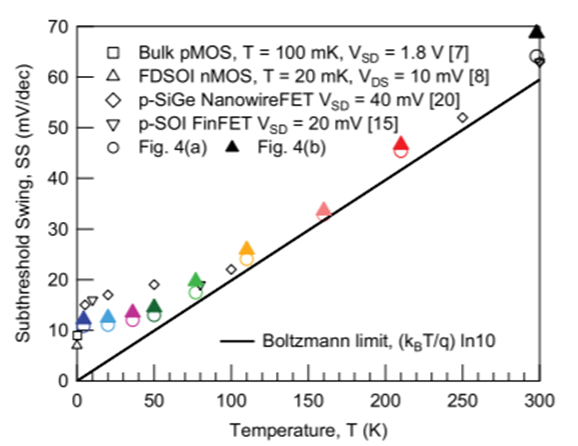 70
60
50
40
30
20
10
0
Subthreshold Swing, SS (mV/dec)
Bulk pMOS, T = 100 mK, V_SD = 1.8 V [7]
FDSOI nMOS, T = 20 mK, V_DS = 10 mV [8]
p-SiGe NanowireFET V_SD = 40 mV [20]
p-SOI FinFET V_SD = 20 mV [15]
Fig. 4(a) Fig. 4(b)
Boltzmann limit, (k_BT/q) ln10
0 50 100 150 200 250 300
Temperature, T (K)